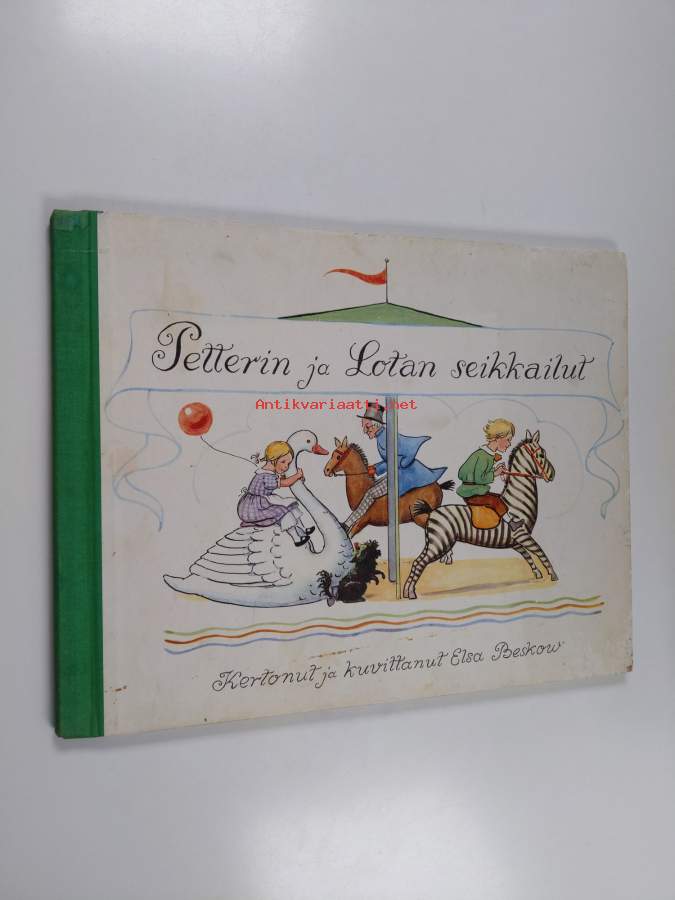 Petterin ja Lotan seikkailut
Antikvariaatti.net
Kertonut ja kuvittanut Elsa Beskow